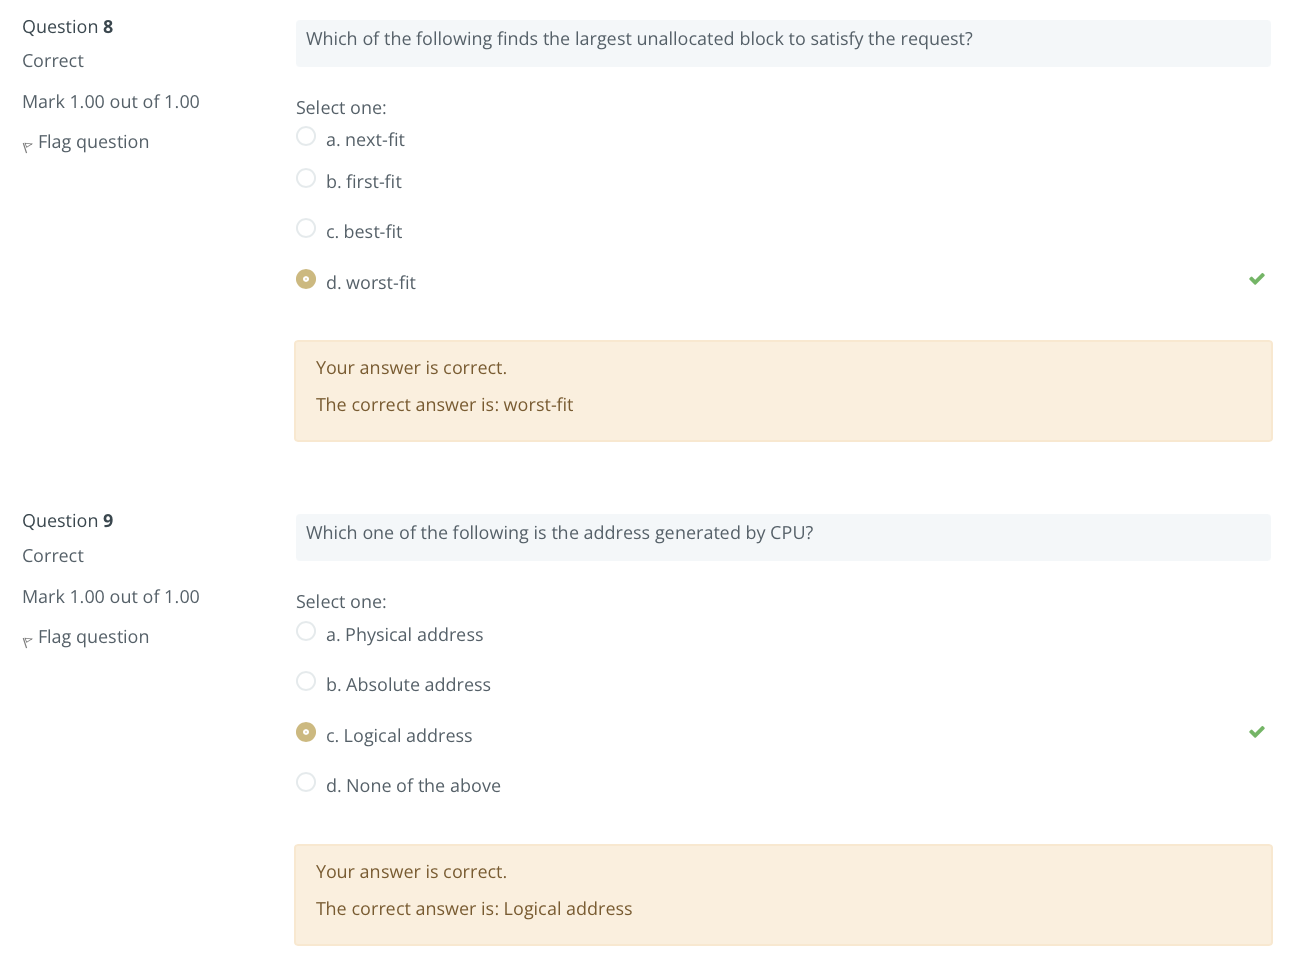 Question 8
Correct
Mark 1.00 out of 1.00
Flag question
Which of the following finds the largest unallocated block to satisfy the request?
Select one:
a. next-fit
b. first-fit
c. best-fit
d. worst-fit
Your answer is correct.
The correct answer is: worst-fit
Question 9
Correct
Mark 1.00 out of 1.00
Flag question
Which one of the following is the address generated by CPU?
Select one:
a. Physical address
b. Absolute address
c. Logical address
d. None of the above
Your answer is correct.
The correct answer is: Logical address